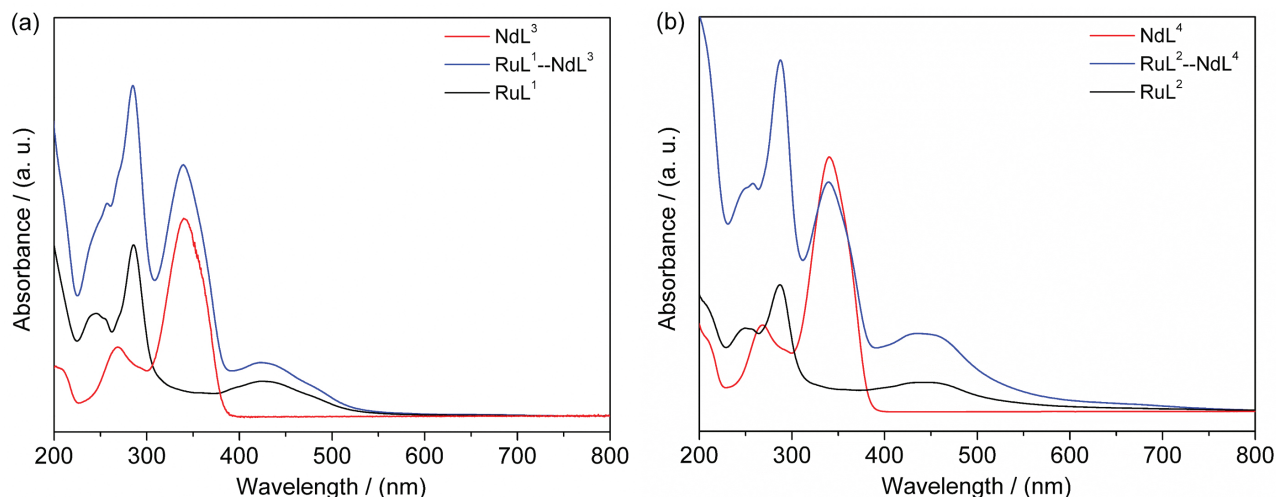 (a)
NdL³
RuL¹--NdL³
RuL¹
Absorbance / (a. u.)
200 300 400 500 600 700 800
Wavelength / (nm)
(b)
NdL⁴
RuL²--NdL⁴
RuL²
Absorbance / (a. u.)
200 300 400 500 600 700 800
Wavelength / (nm)